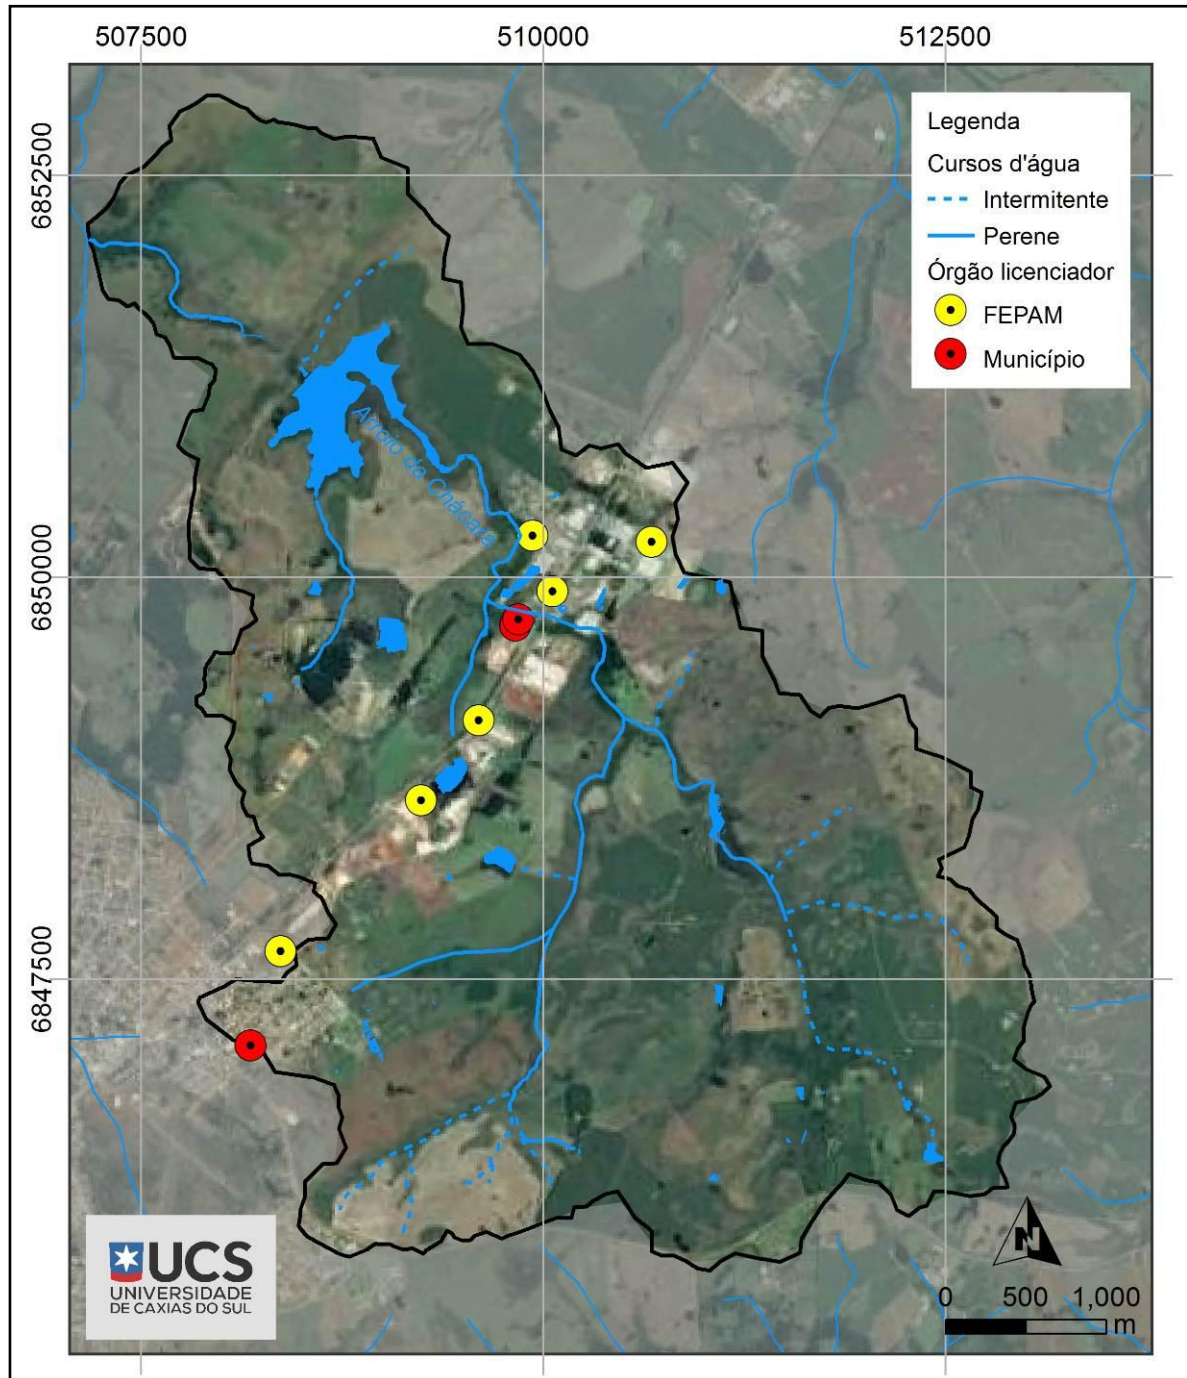 507500
510000
512500
6852500
6850000
6847500
Legenda
Cursos d'água
Intermitente
Perene
Órgão licenciador
FEPAM
Município
Arroio da Chácara
N
0 500 1,000
m
UCS
UNIVERSIDADE
DE CAXIAS DO SUL